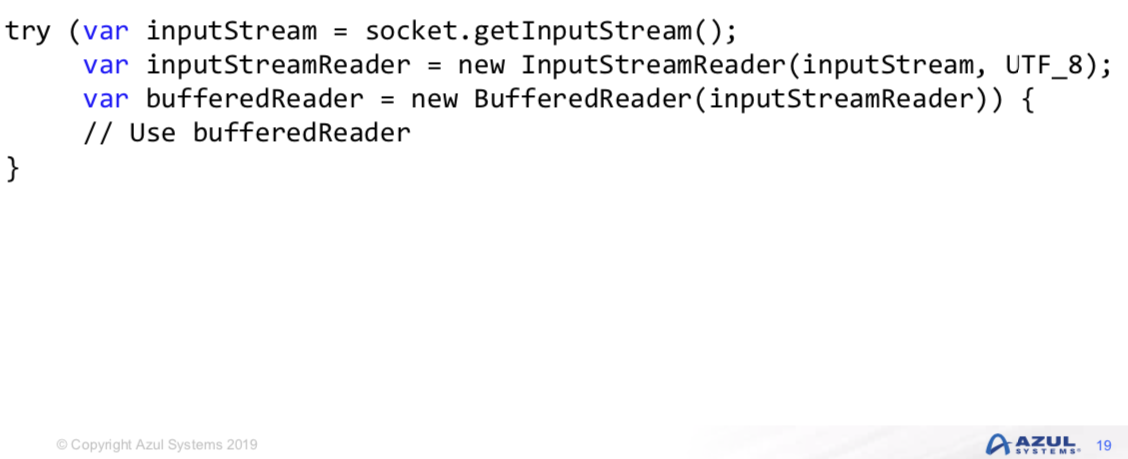 try (var inputStream = socket.getInputStream();
     var inputStreamReader = new InputStreamReader(inputStream, UTF_8);
     var bufferedReader = new BufferedReader(inputStreamReader)) {
     // Use bufferedReader
}
© Copyright Azul Systems 2019
AZUL
SYSTEMS®
19